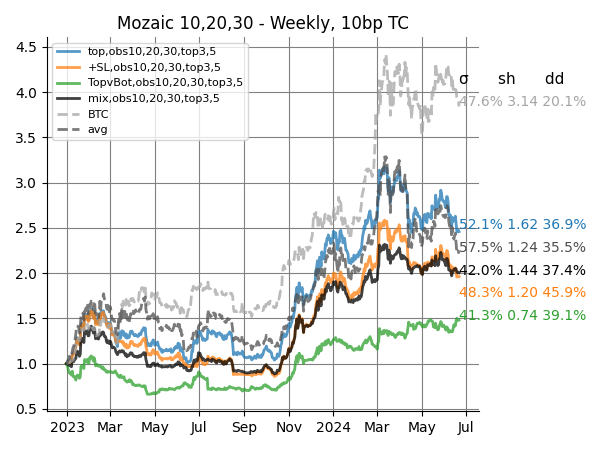 Mozaic 10,20,30 - Weekly, 10bp TC
4.5
4.0
3.5
3.0
2.5
2.0
1.5
1.0
0.5
top,obs10,20,30,top3,5
+SL,obs10,20,30,top3,5
TopvBot,obs10,20,30,top3,5
mix,obs10,20,30,top3,5
BTC
avg
σ sh dd
47.6% 3.14 20.1%
52.1% 1.62 36.9%
57.5% 1.24 35.5%
42.0% 1.44 37.4%
48.3% 1.20 45.9%
41.3% 0.74 39.1%
2023 Mar May Jul Sep Nov 2024 Mar May Jul